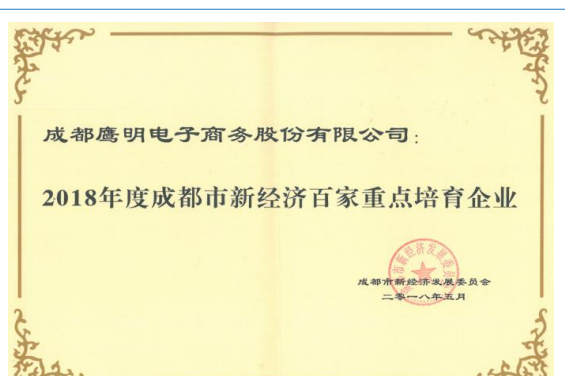 成都鹰明电子商务股份有限公司:
2018年度成都市新经济百家重点培育企业
成都市新经济发展委员会
二零一八年五月